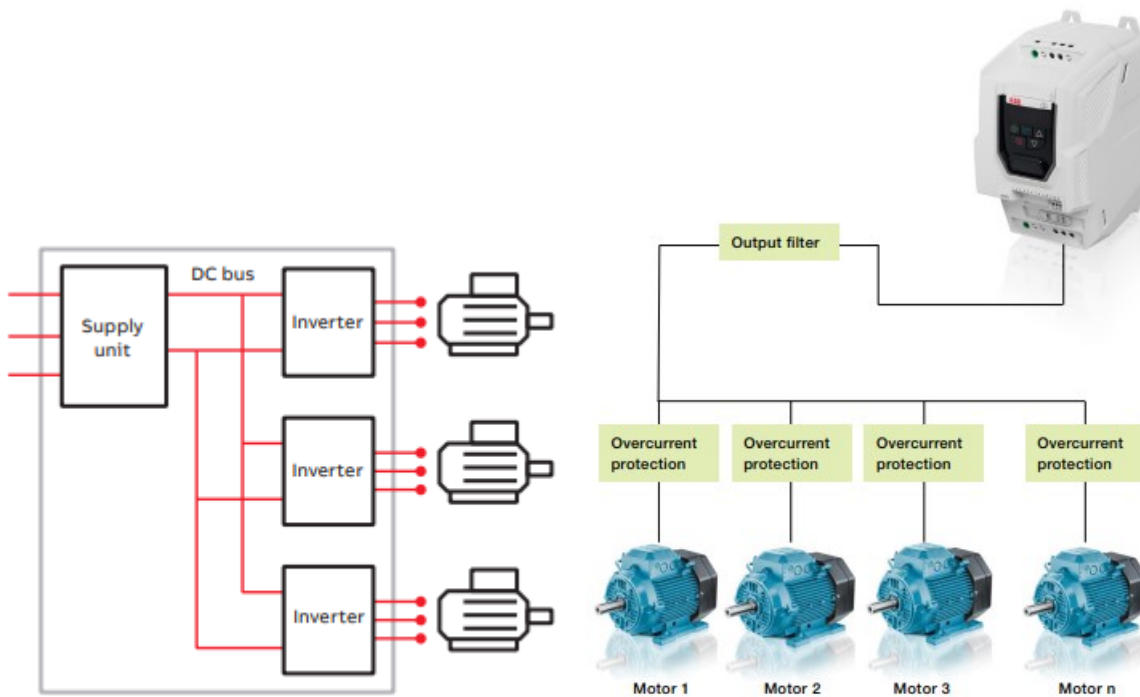 ABB
Output filter
DC bus
Supply
unit
Inverter
Inverter
Inverter
Overcurrent
protection
Overcurrent
protection
Overcurrent
protection
Overcurrent
protection
Motor 1
Motor 2
Motor 3
Motor n